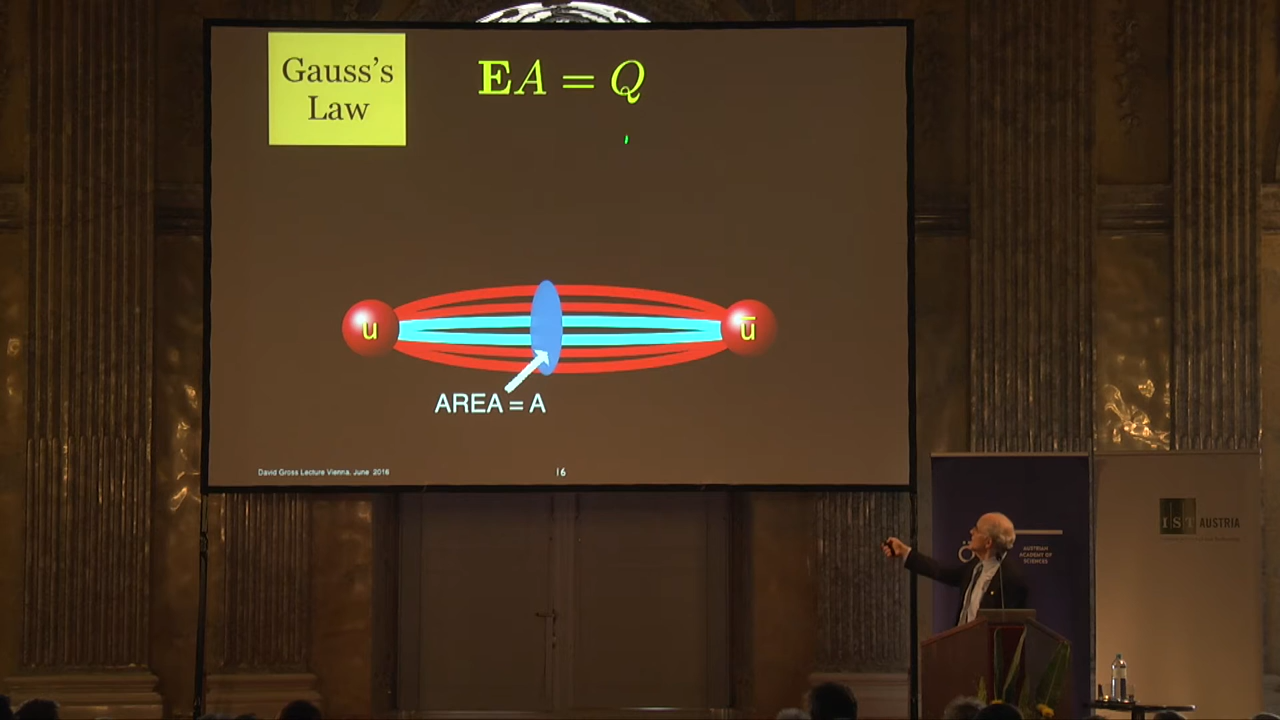 Gauss's
Law
EA = Q
u
ū
AREA = A
David Gross Lecture Vienna, June 2016
16
IST AUSTRIA
AUSTRIAN
ACADEMY OF
SCIENCES